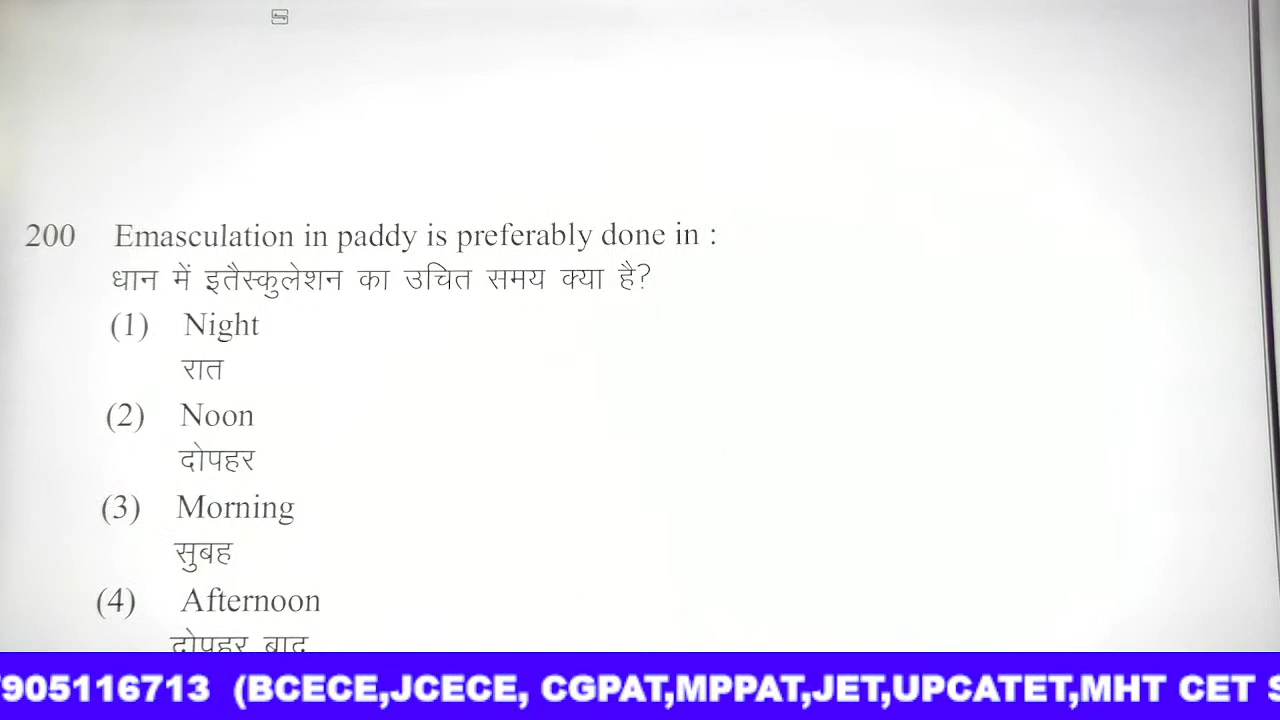 200 Emasculation in paddy is preferably done in :
धान में इतैस्कुलेशन का उचित समय क्या है?
(1) Night
रात
(2) Noon
दोपहर
(3) Morning
सुबह
(4) Afternoon
दोपहर बाद
7905116713 (BCECE,JCECE, CGPAT,MPPAT,JET,UPCATET,MHT CET S